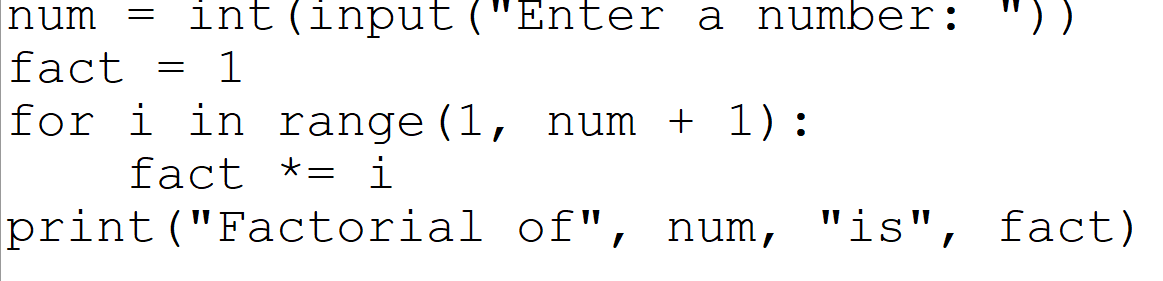 num = int(input("Enter a number: "))
fact = 1
for i in range(1, num + 1):
    fact *= i
print("Factorial of", num, "is", fact)